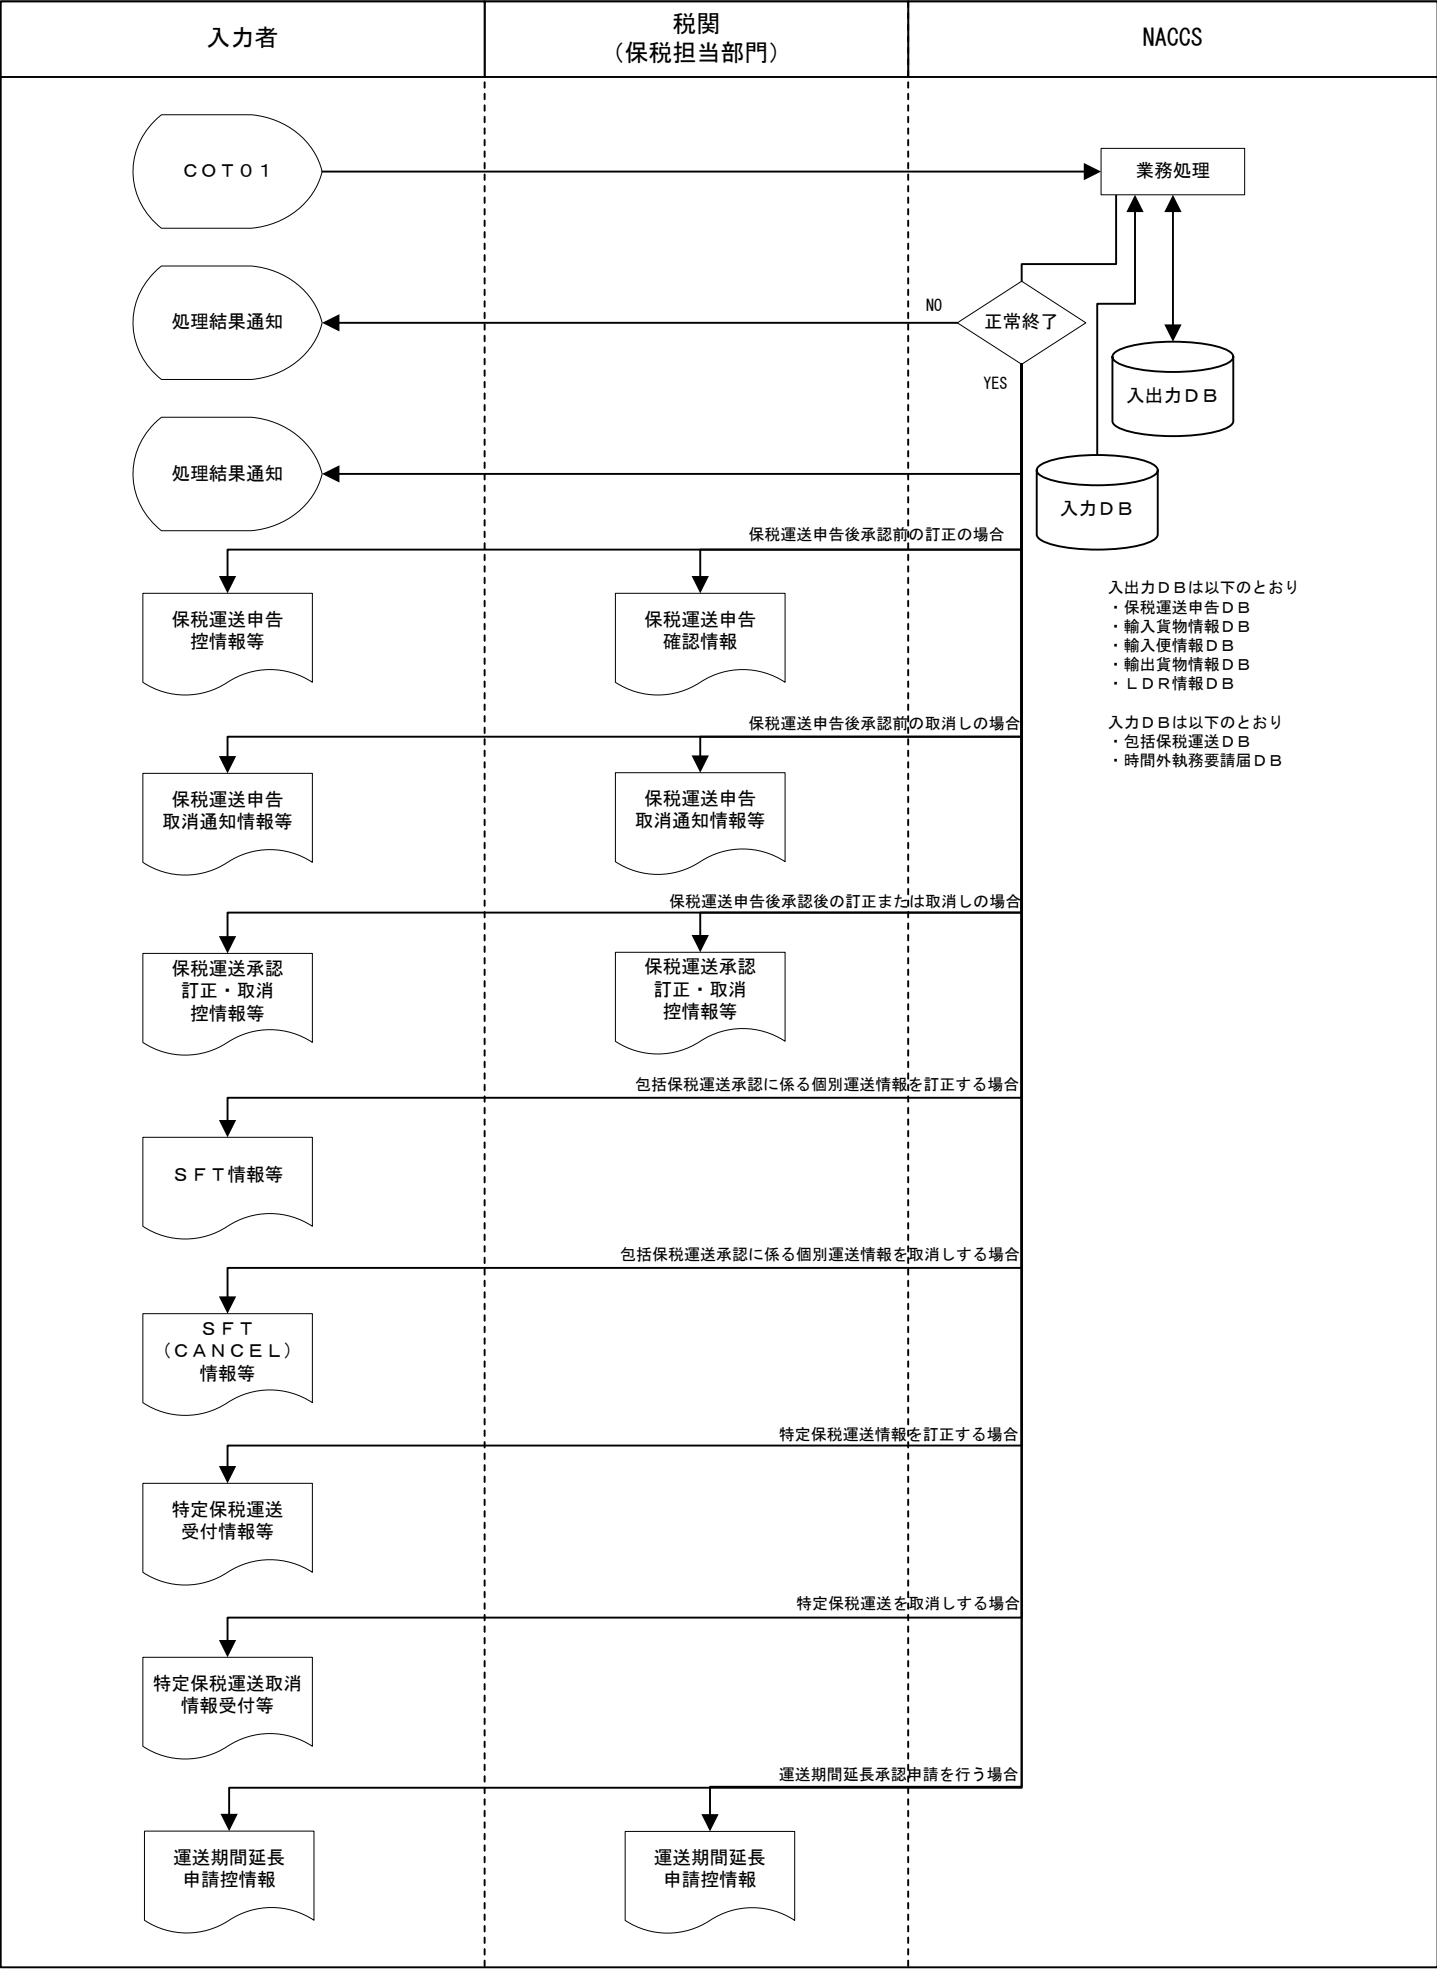 入力者
税関
（保税担当部門）
NACCS
ＣＯＴ０１
業務処理
処理結果通知
NO
正常終了
YES
入出力ＤＢ
処理結果通知
入力ＤＢ
保税運送申告後承認前の訂正の場合
保税運送申告
控情報等
保税運送申告
確認情報
入出力ＤＢは以下のとおり
・保税運送申告ＤＢ
・輸入貨物情報ＤＢ
・輸入便情報ＤＢ
・輸出貨物情報ＤＢ
・ＬＤＲ情報ＤＢ
入力ＤＢは以下のとおり
・包括保税運送ＤＢ
・時間外執務要請届ＤＢ
保税運送申告後承認前の取消しの場合
保税運送申告
取消通知情報等
保税運送申告
取消通知情報等
保税運送申告後承認後の訂正または取消しの場合
保税運送承認
訂正・取消
控情報等
保税運送承認
訂正・取消
控情報等
包括保税運送承認に係る個別運送情報を訂正する場合
ＳＦＴ情報等
包括保税運送承認に係る個別運送情報を取消しする場合
ＳＦＴ
（ＣＡＮＣＥＬ）
情報等
特定保税運送情報を訂正する場合
特定保税運送
受付情報等
特定保税運送を取消しする場合
特定保税運送取消
情報受付等
運送期間延長承認申請を行う場合
運送期間延長
申請控情報
運送期間延長
申請控情報